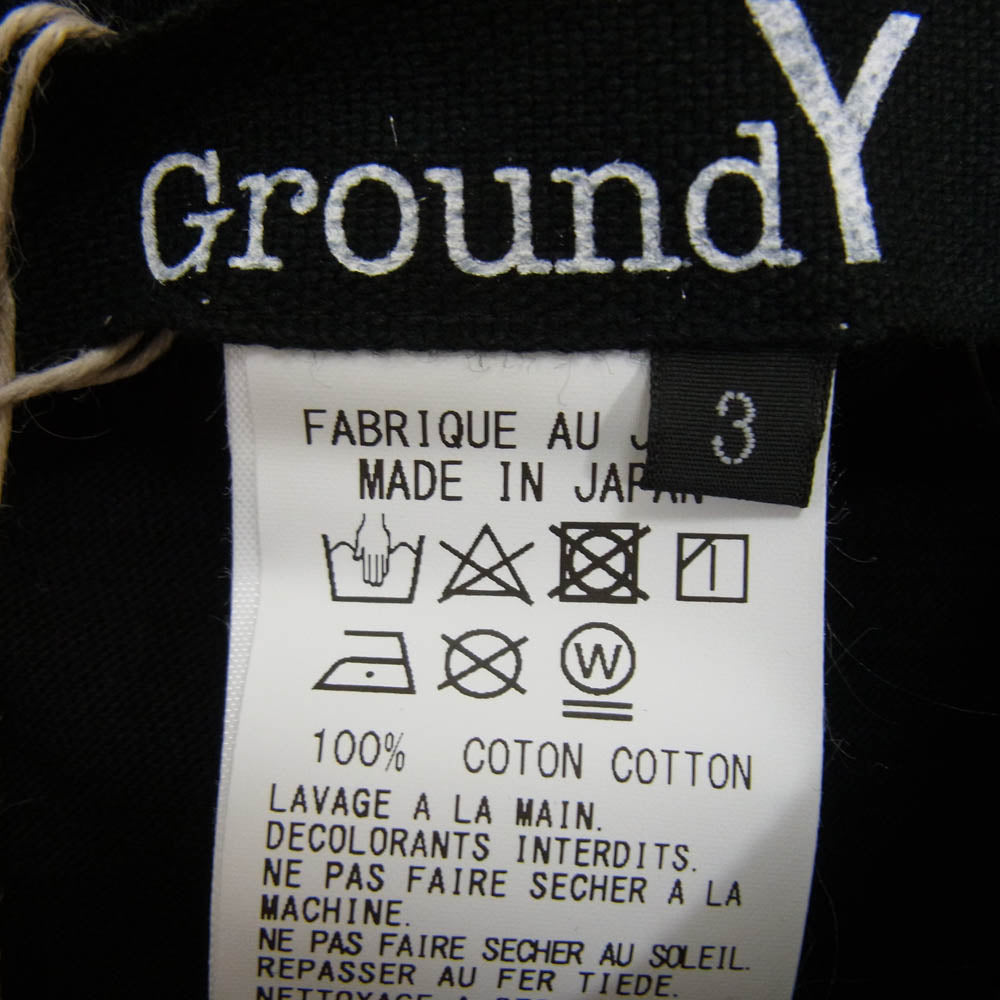 GroundY
3
FABRIQUE AU
MADE IN JAPAN
W
100% COTON COTTON
LAVAGE A LA MAIN.
DECOLORANTS INTERDITS.
NE PAS FAIRE SECHER A LA
MACHINE.
NE PAS FAIRE SECHER AU SOLEIL.
REPASSER AU FER TIEDE.